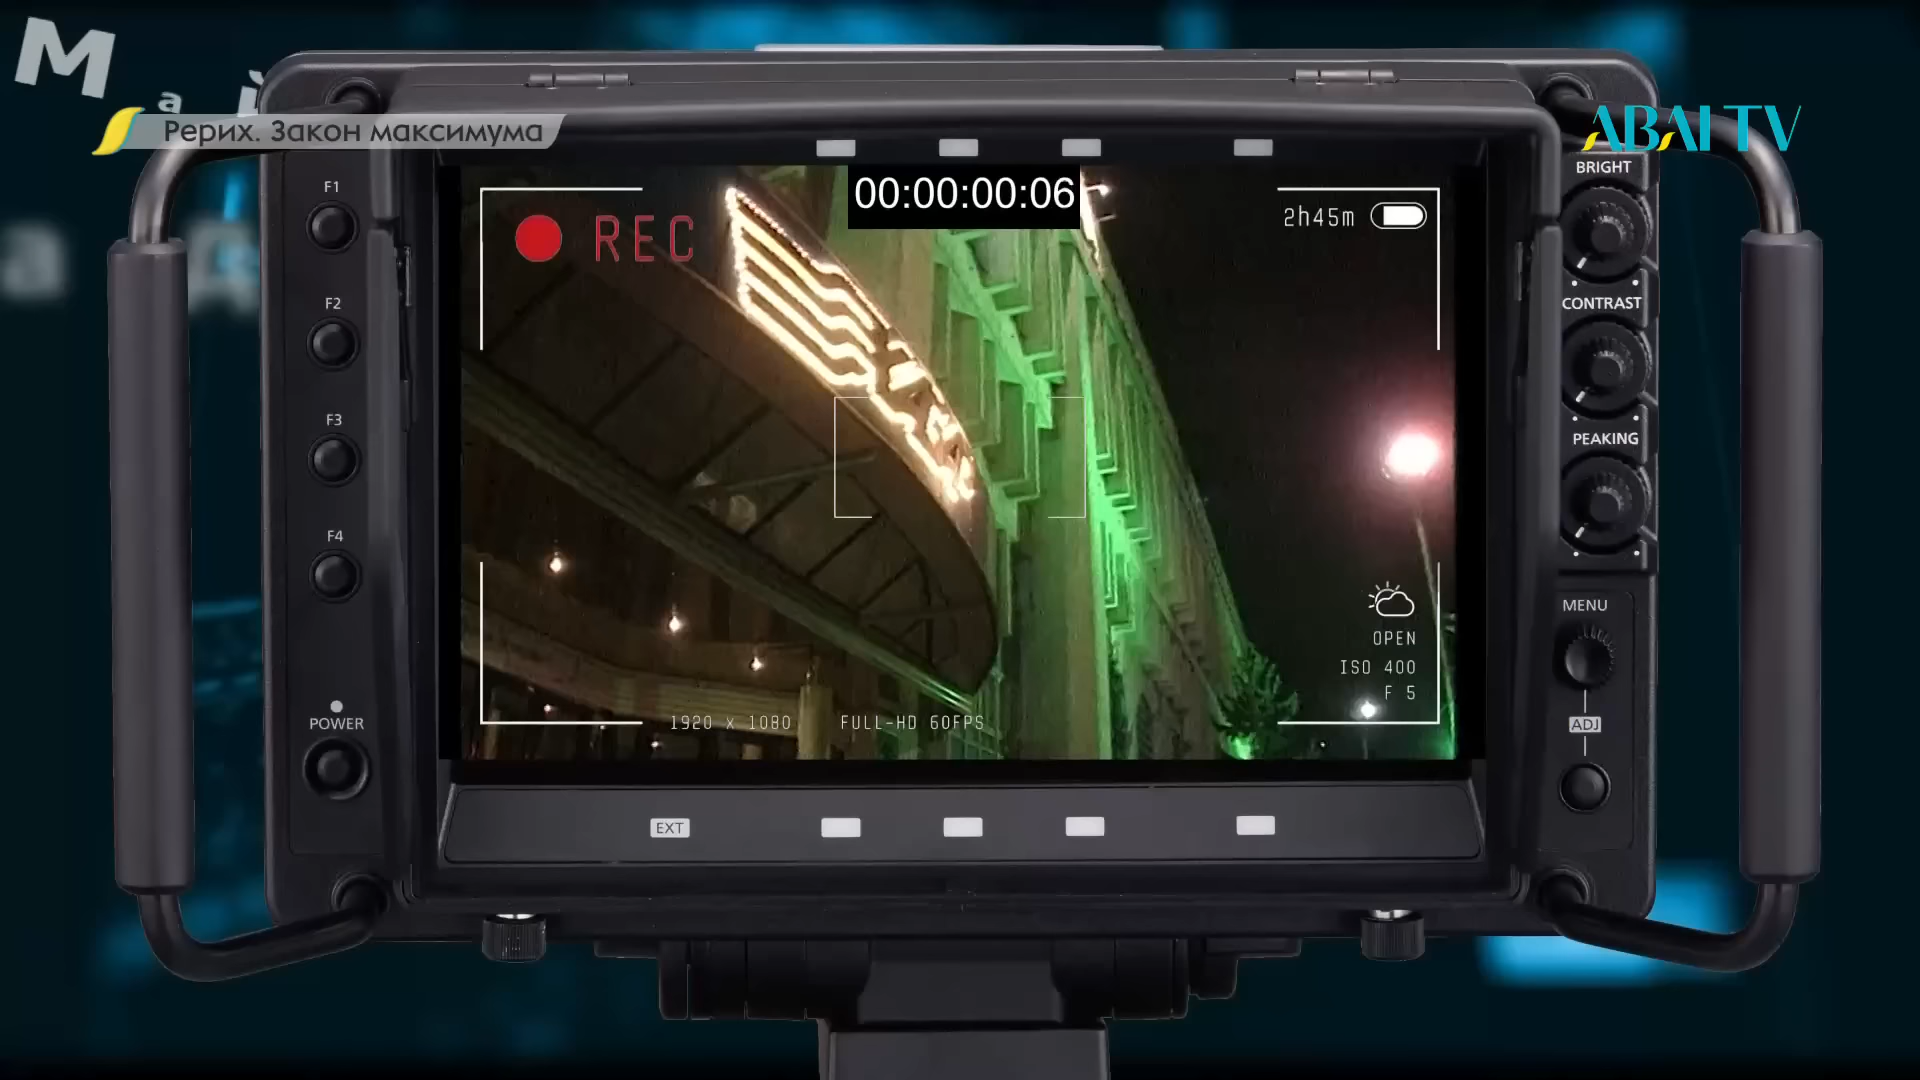 М
а
й
Рерих. Закон максимума
ABAI TV
а
д
00:00:00:06
REC
2h45m
F1
F2
F3
F4
POWER
BRIGHT
CONTRAST
PEAKING
MENU
ADJ
OPEN
ISO 400
F 5
1920 X 1080 FULL-HD 60FPS
EXT